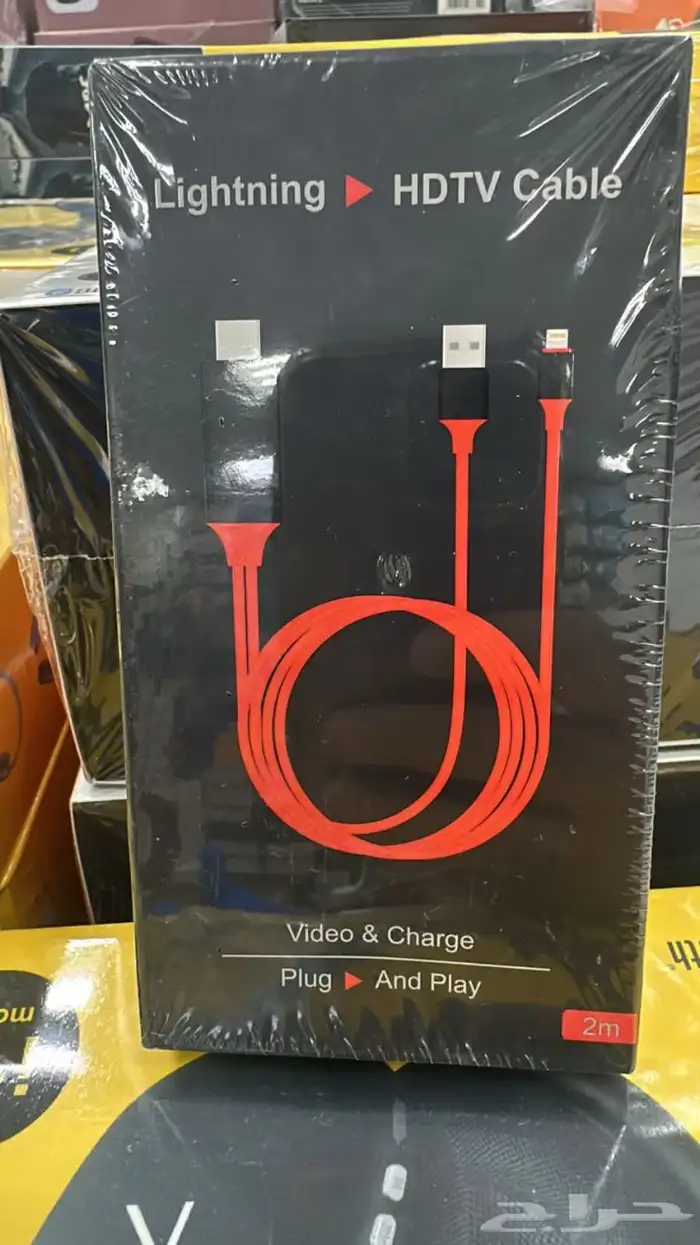 Lightning ▶ HDTV Cable
Video & Charge
Plug ▶ And Play
2m
حراج